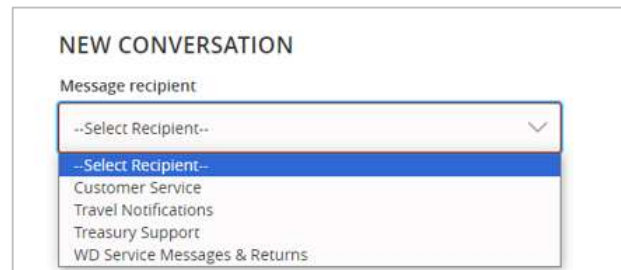 NEW CONVERSATION
Message recipient
--Select Recipient--
--Select Recipient--
Customer Service
Travel Notifications
Treasury Support
WD Service Messages & Returns